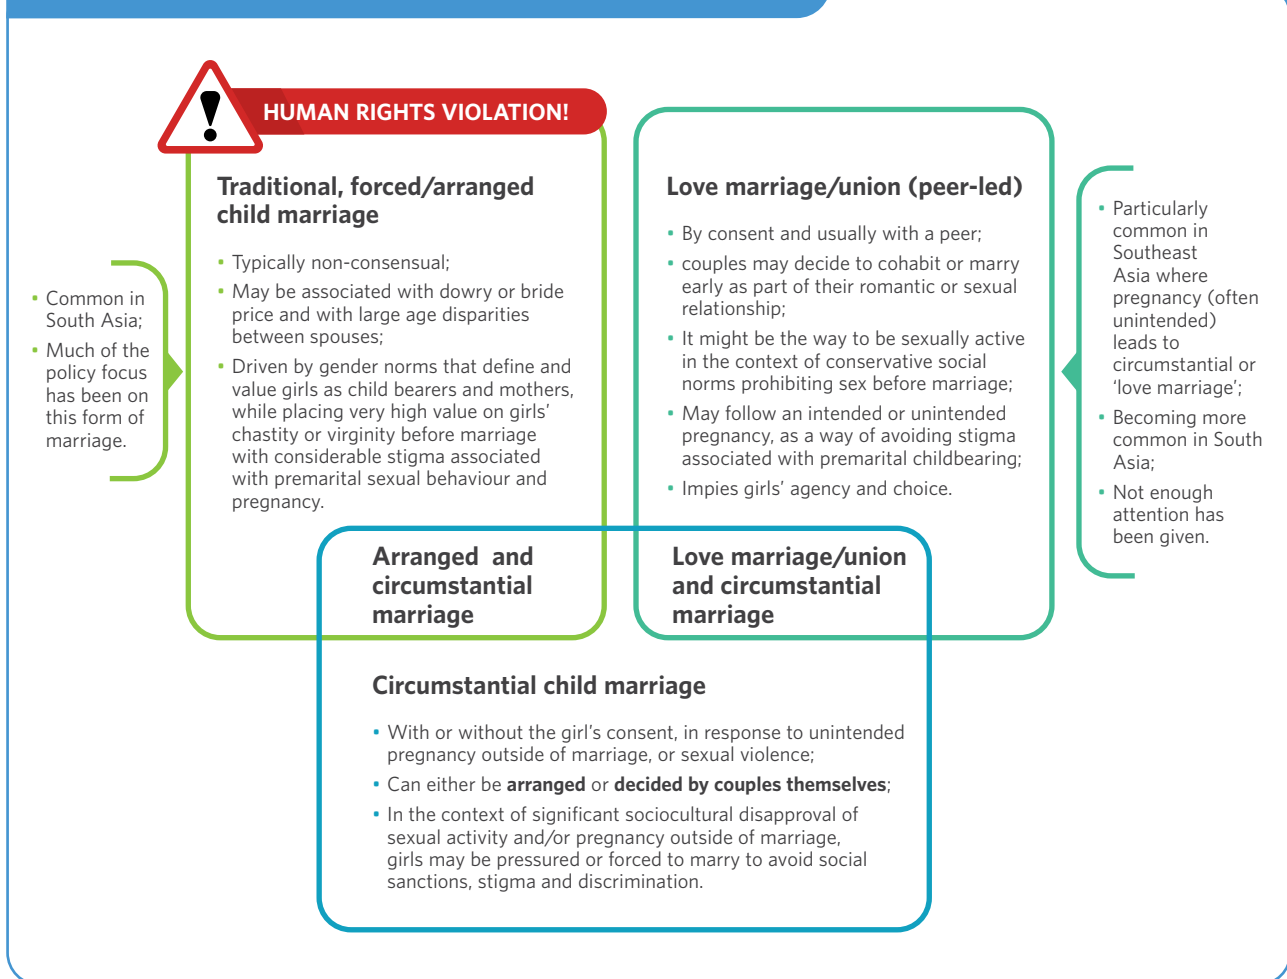 HUMAN RIGHTS VIOLATION!
Traditional, forced/arranged
child marriage
• Typically non-consensual;
• May be associated with dowry or bride
price and with large age disparities
between spouses;
• Driven by gender norms that define and
value girls as child bearers and mothers,
while placing very high value on girls'
chastity or virginity before marriage
with considerable stigma associated
with premarital sexual behaviour and
pregnancy.
• Common in
South Asia;
• Much of the
policy focus
has been on
this form of
marriage.
Love marriage/union (peer-led)
• By consent and usually with a peer;
• couples may decide to cohabit or marry
early as part of their romantic or sexual
relationship;
• It might be the way to be sexually active
in the context of conservative social
norms prohibiting sex before marriage;
• May follow an intended or unintended
pregnancy, as a way of avoiding stigma
associated with premarital childbearing;
• Impies girls' agency and choice.
• Particularly
common in
Southeast
Asia where
pregnancy (often
unintended)
leads to
circumstantial or
'love marriage';
• Becoming more
common in South
Asia;
• Not enough
attention has
been given.
Arranged and
circumstantial
marriage
Love marriage/union
and circumstantial
marriage
Circumstantial child marriage
• With or without the girl's consent, in response to unintended
pregnancy outside of marriage, or sexual violence;
• Can either be arranged or decided by couples themselves;
• In the context of significant sociocultural disapproval of
sexual activity and/or pregnancy outside of marriage,
girls may be pressured or forced to marry to avoid social
sanctions, stigma and discrimination.